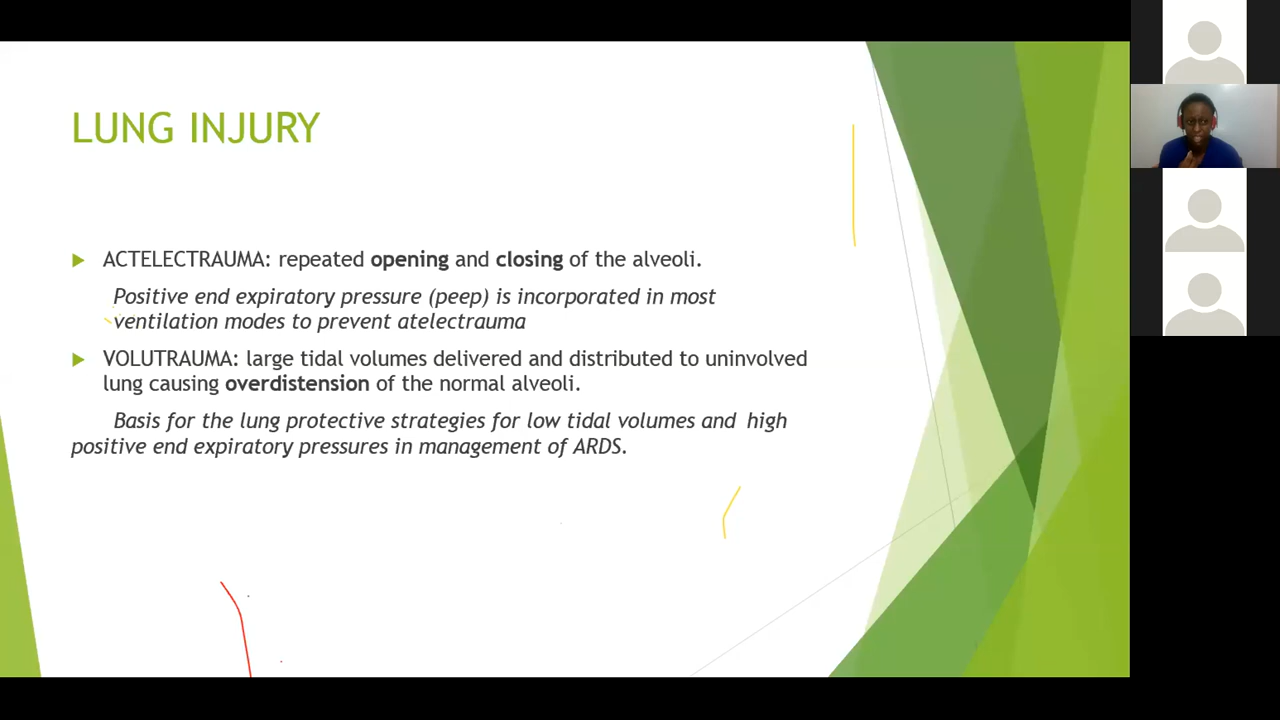 LUNG INJURY
ACTELECTRAUMA: repeated opening and closing of the alveoli.
Positive end expiratory pressure (peep) is incorporated in most
ventilation modes to prevent atelectrauma
VOLUTRAUMA: large tidal volumes delivered and distributed to uninvolved
lung causing overdistension of the normal alveoli.
Basis for the lung protective strategies for low tidal volumes and high
positive end expiratory pressures in management of ARDS.